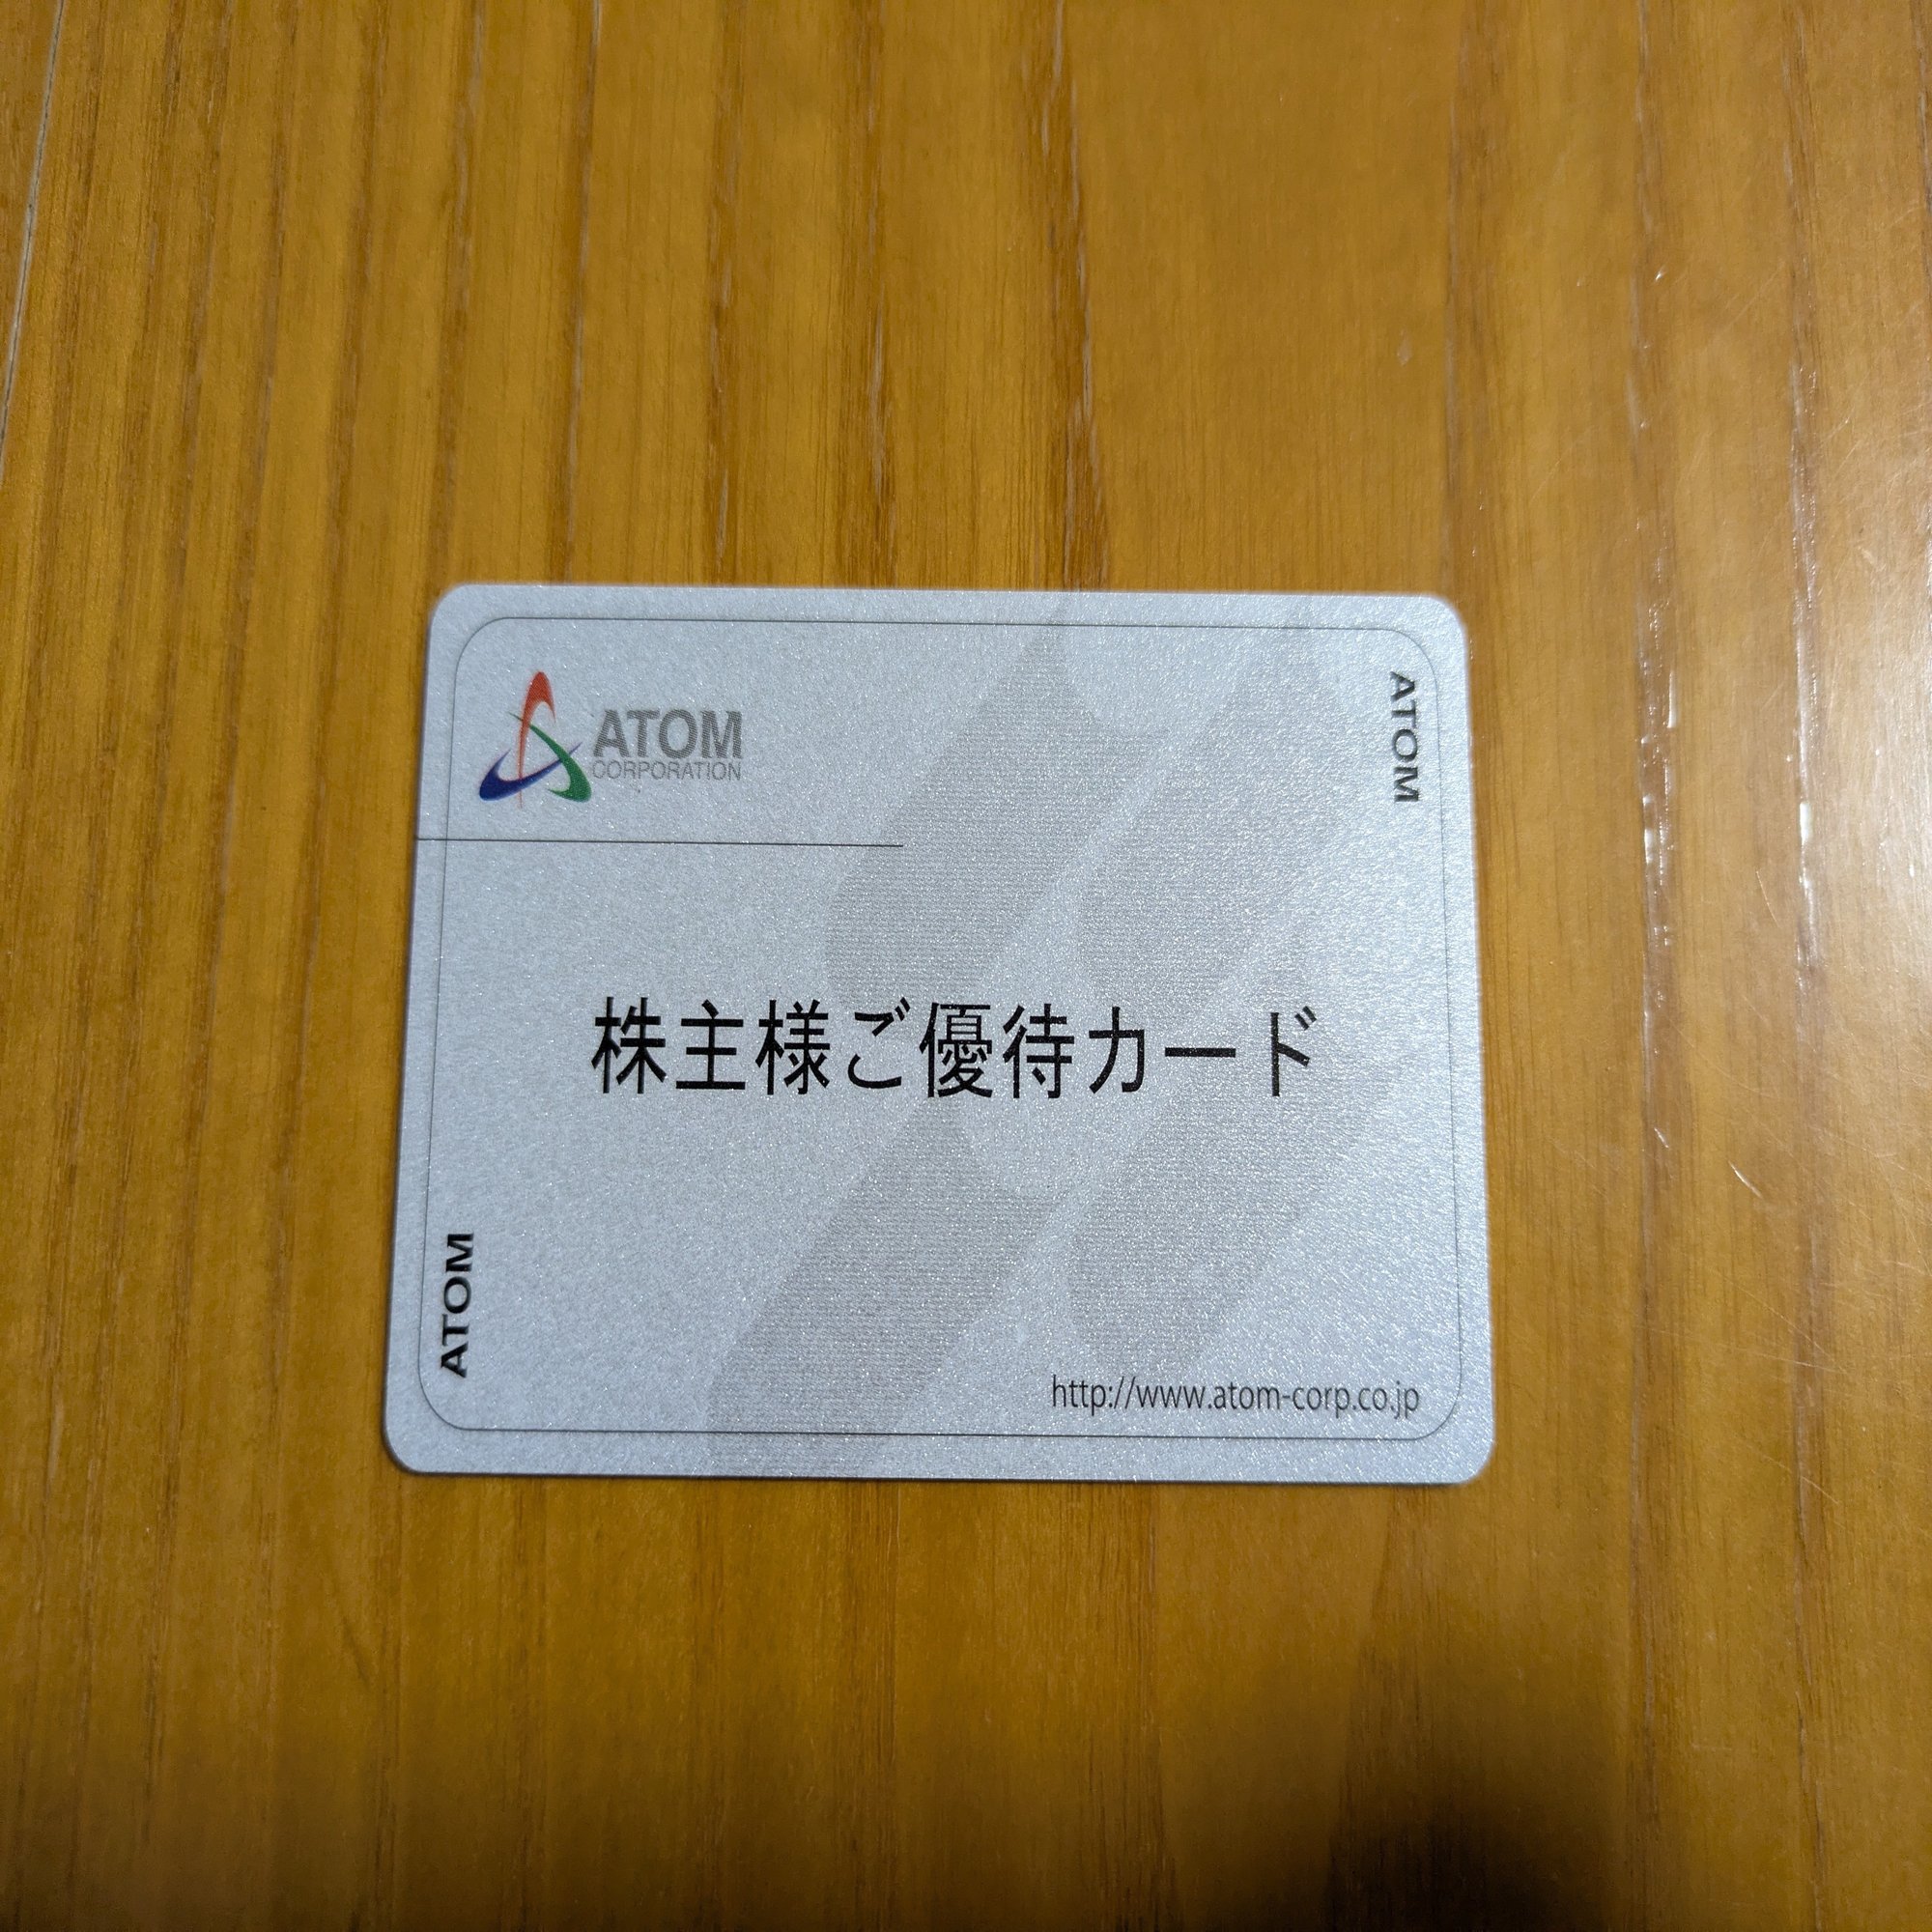 ATOM
CORPORATION
ATOM
株主様ご優待カード
ATOM
http://www.atom-corp.co.jp